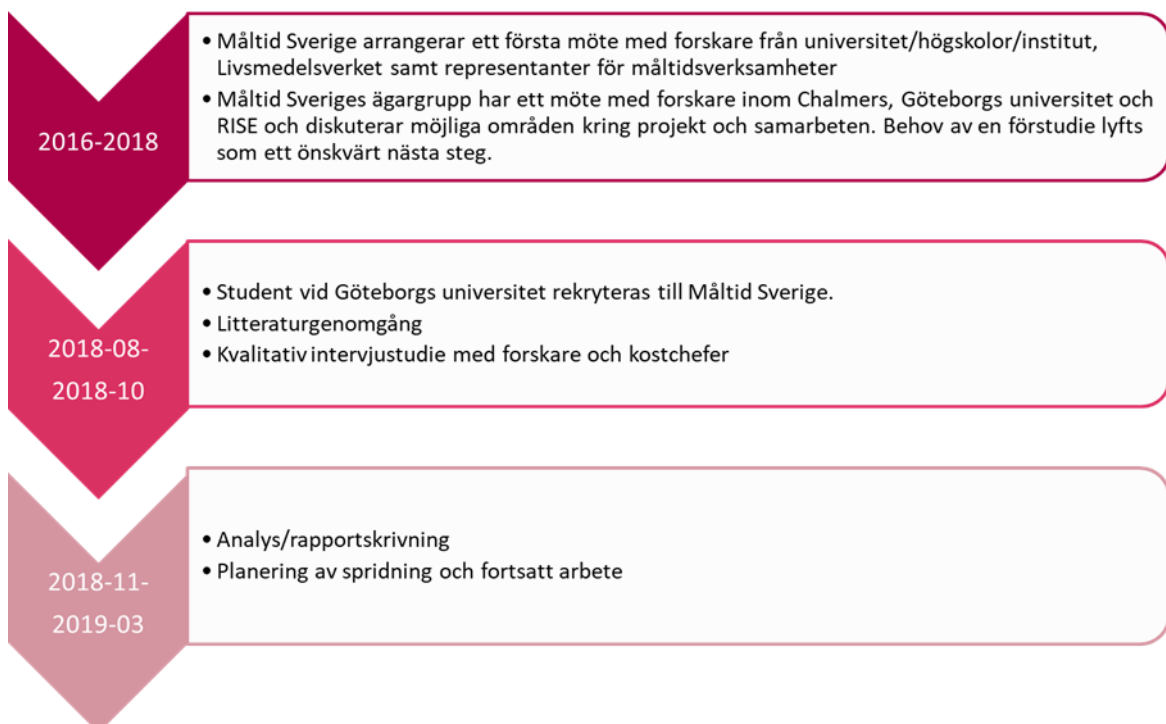 2016-2018
• Måltid Sverige arrangerar ett första möte med forskare från universitet/högskolor/institut,
Livsmedelsverket samt representanter för måltidsverksamheter
• Måltid Sveriges ägargrupp har ett möte med forskare inom Chalmers, Göteborgs universitet och
RISE och diskuterar möjliga områden kring projekt och samarbeten. Behov av en förstudie lyfts
som ett önskvärt nästa steg.
2018-08-
2018-10
• Student vid Göteborgs universitet rekryteras till Måltid Sverige.
• Litteraturgenomgång
• Kvalitativ intervjustudie med forskare och kostchefer
2018-11-
2019-03
• Analys/rapportskrivning
• Planering av spridning och fortsatt arbete